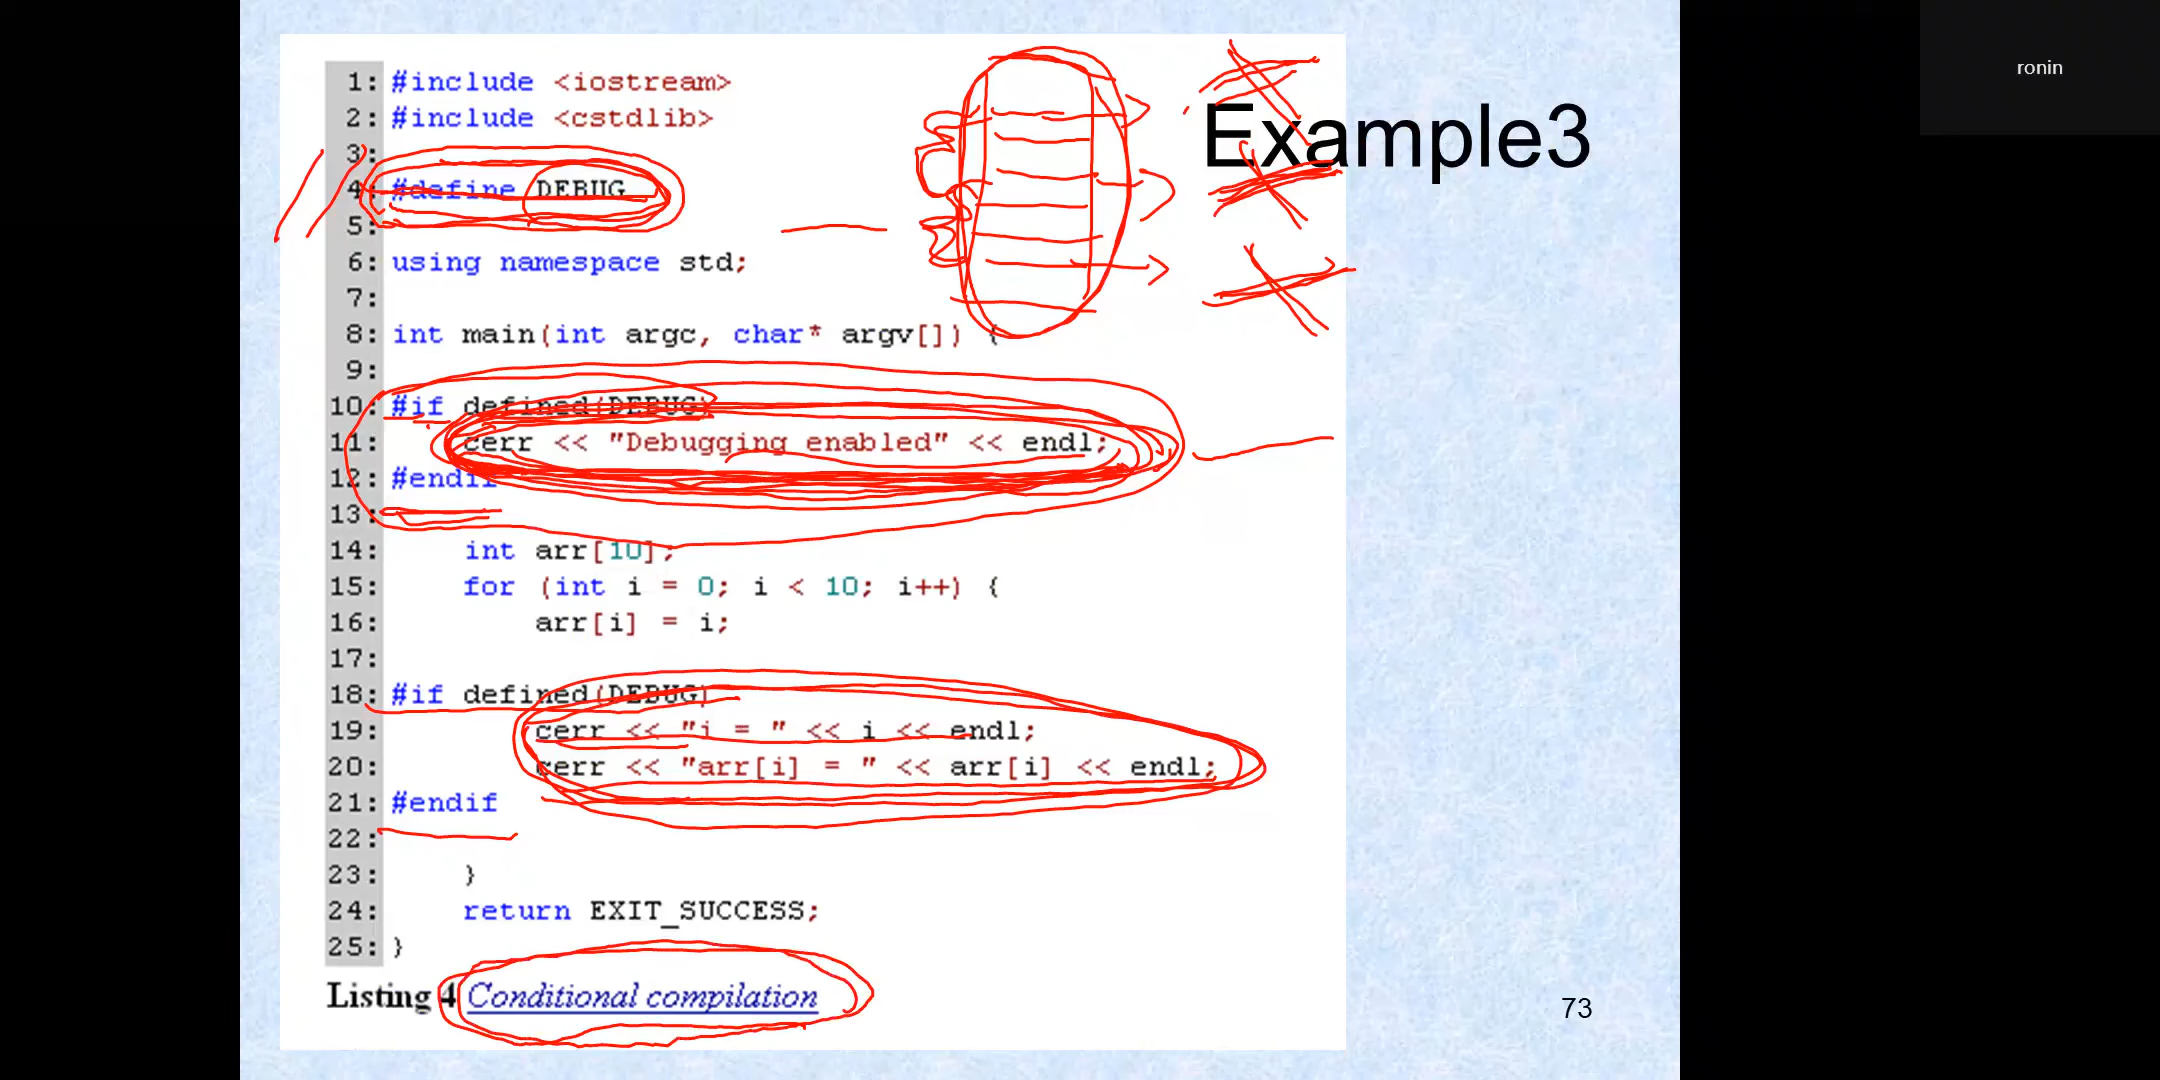 1: #include <iostream>
2: #include <cstdlib>
3:
4: #define DEBUG
5:
6: using namespace std;
7:
8: int main(int argc, char* argv[]) {
9:
10: #if defined(DEBUG)
11: cerr << "Debugging enabled" << endl;
12: #endif
13:
14: int arr[10];
15: for (int i = 0; i < 10; i++) {
16: arr[i] = i;
17:
18: #if defined(DEBUG)
19: cerr << "i = " << i << endl;
20: cerr << "arr[i] = " << arr[i] << endl;
21: #endif
22:
23: }
24: return EXIT_SUCCESS;
25: }
Listing 4 Conditional compilation
Example3
73
ronin